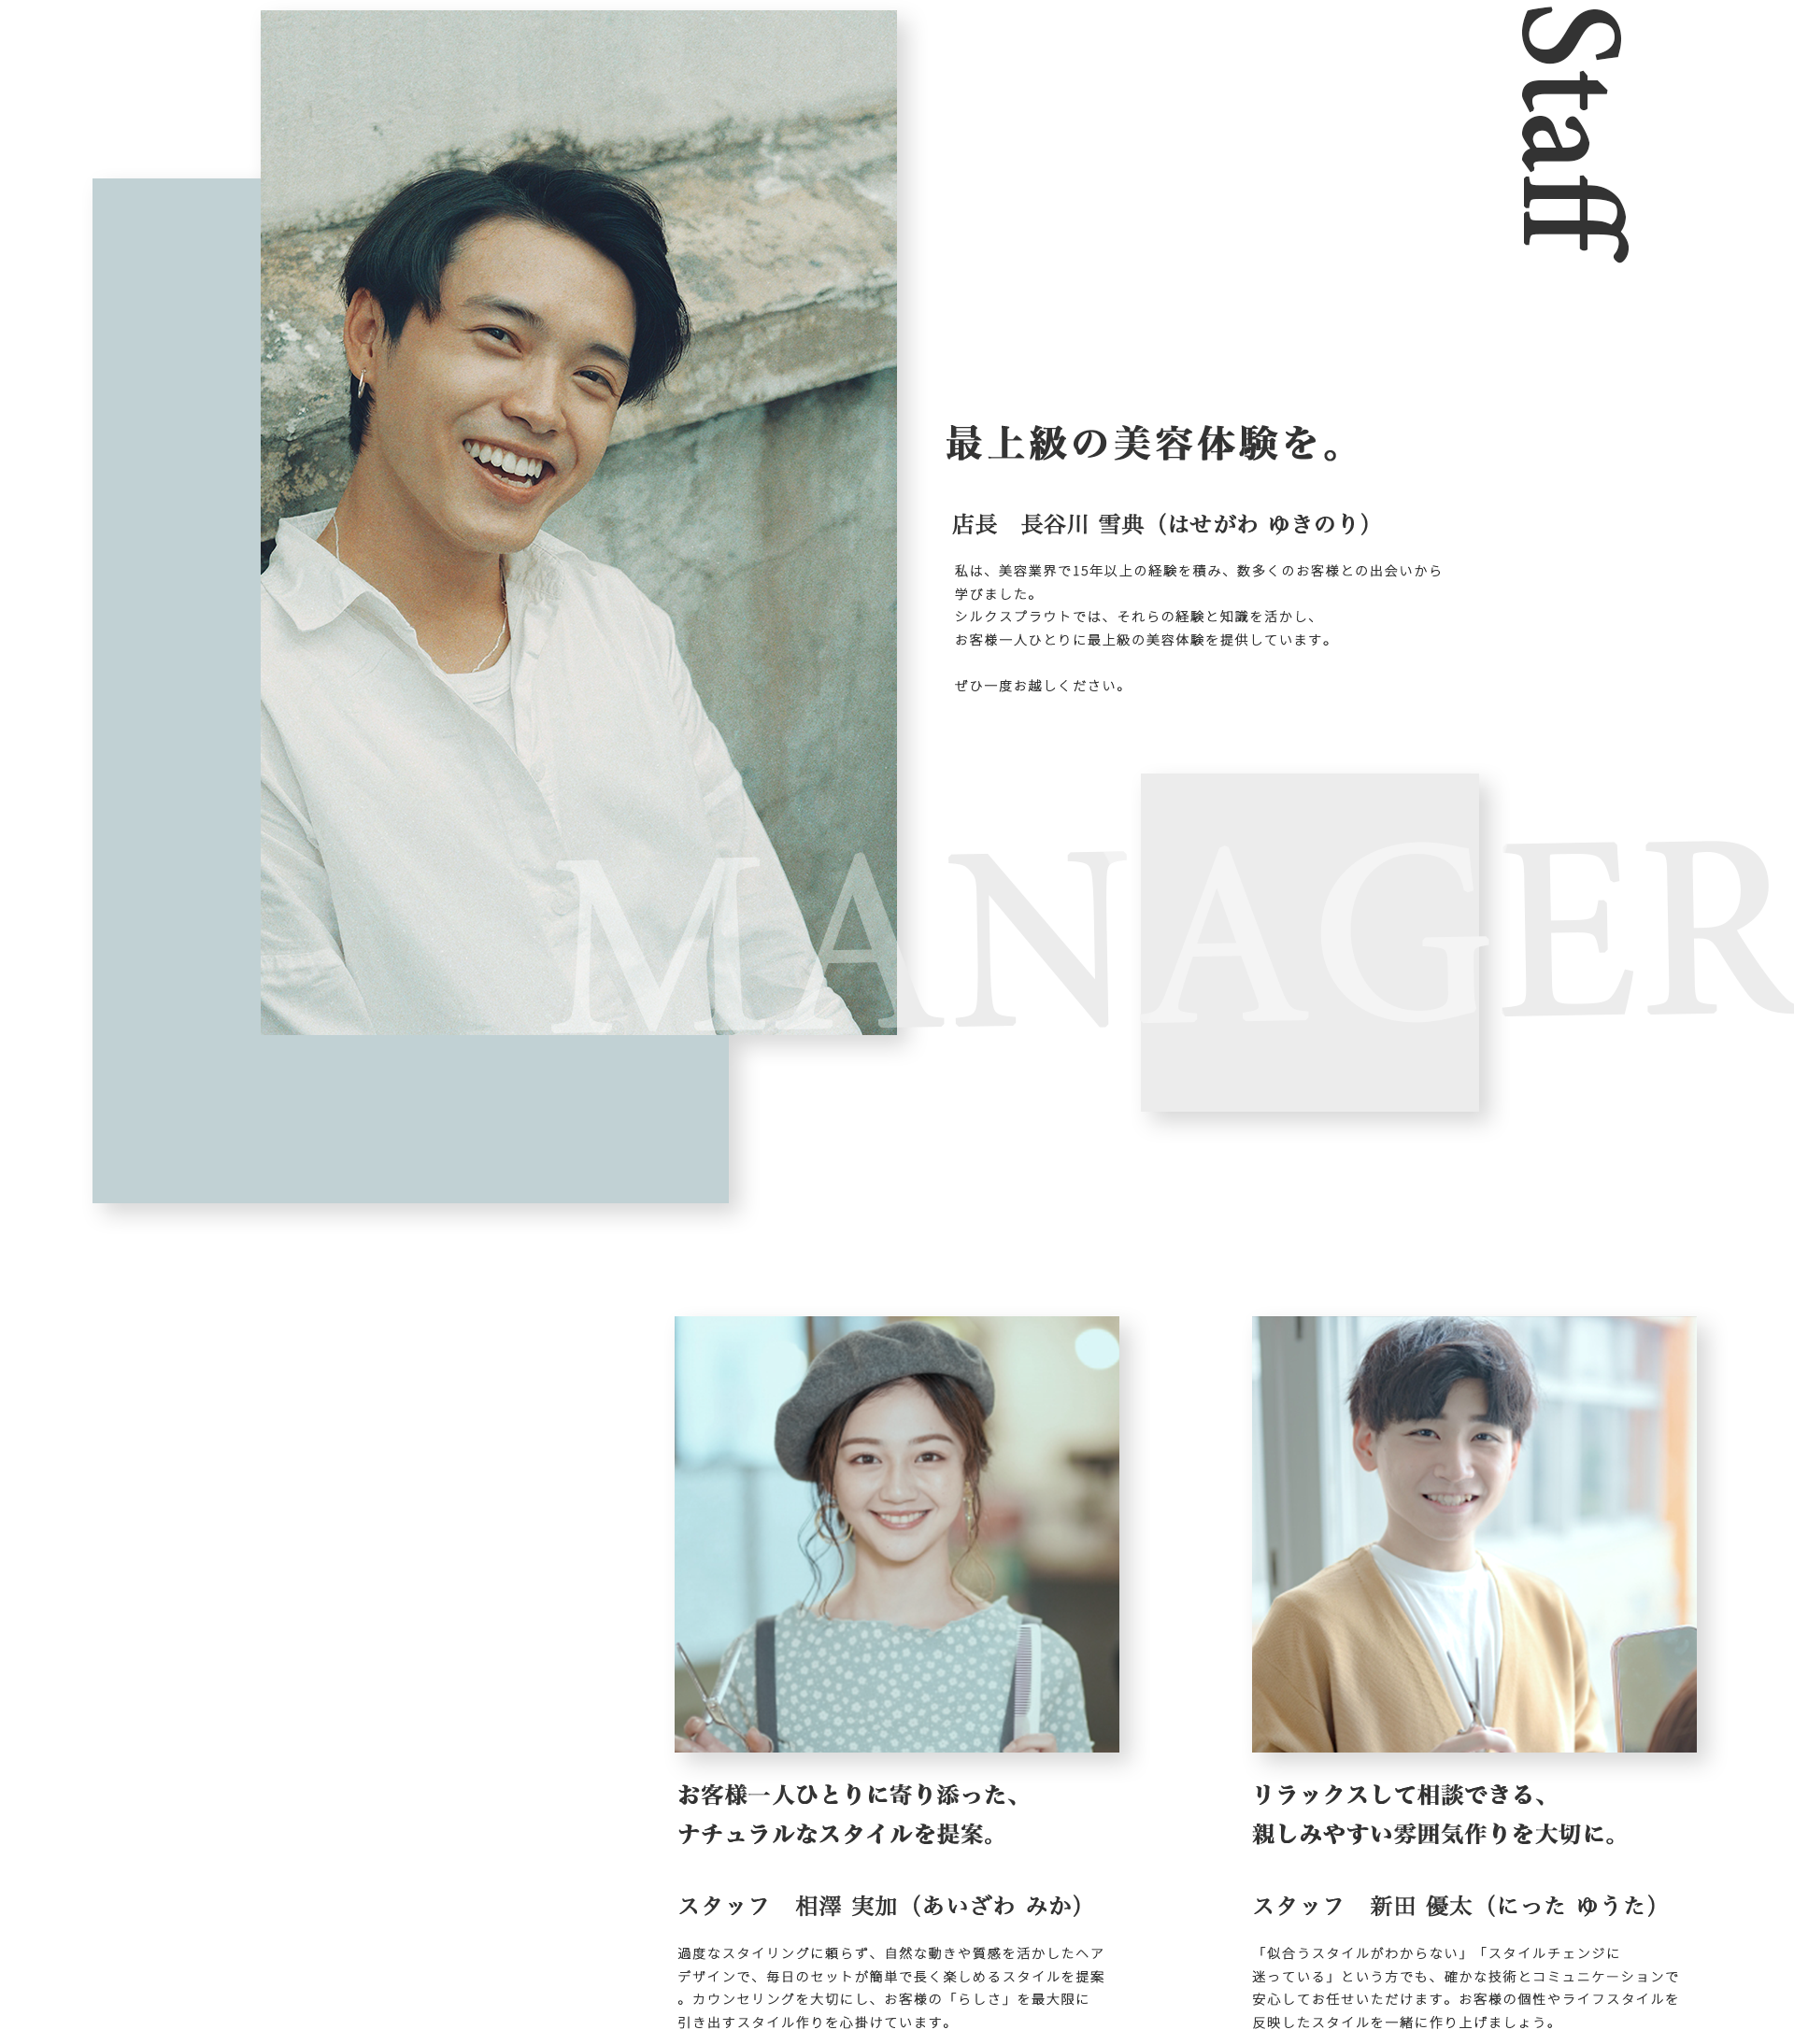 Staff
最上級の美容体験を。
店長　長谷川 雪典（はせがわ ゆきのり）
私は、美容業界で15年以上の経験を積み、数多くのお客様との出会いから
学びました。
シルクスプラウトでは、それらの経験と知識を活かし、
お客様一人ひとりに最上級の美容体験を提供しています。
ぜひ一度お越しください。
MANAGER
お客様一人ひとりに寄り添った、
ナチュラルなスタイルを提案。
スタッフ　相澤 実加（あいざわ みか）
過度なスタイリングに頼らず、自然な動きや質感を活かしたヘア
デザインで、毎日のセットが簡単で長く楽しめるスタイルを提案
。カウンセリングを大切にし、お客様の「らしさ」を最大限に
引き出すスタイル作りを心掛けています。
リラックスして相談できる、
親しみやすい雰囲気作りを大切に。
スタッフ　新田 優太（にった ゆうた）
「似合うスタイルがわからない」「スタイルチェンジに
迷っている」という方でも、確かな技術とコミュニケーションで
安心してお任せいただけます。お客様の個性やライフスタイルを
反映したスタイルを一緒に作り上げましょう。